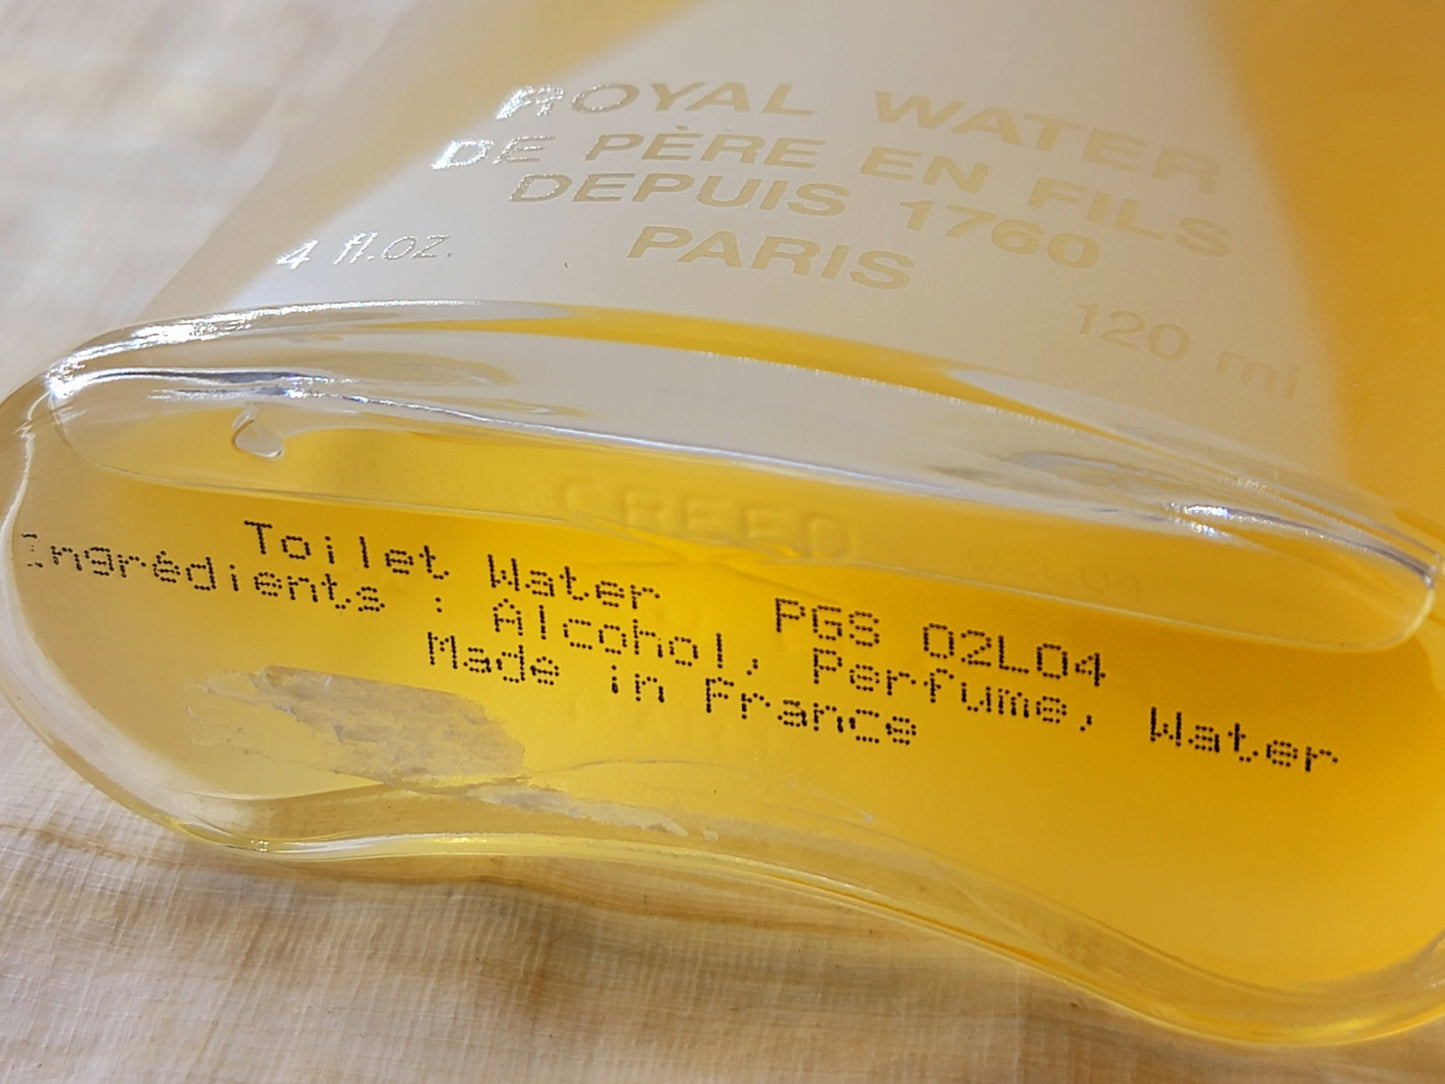 ROYAL WATER
DE PÈRE EN FILS
DEPUIS 1760
PARIS
4 fl.oz.
120 ml
CREED
Toilet Water PGS 02L04
Ingrédients : Alcohol, Perfume, Water
Made in France